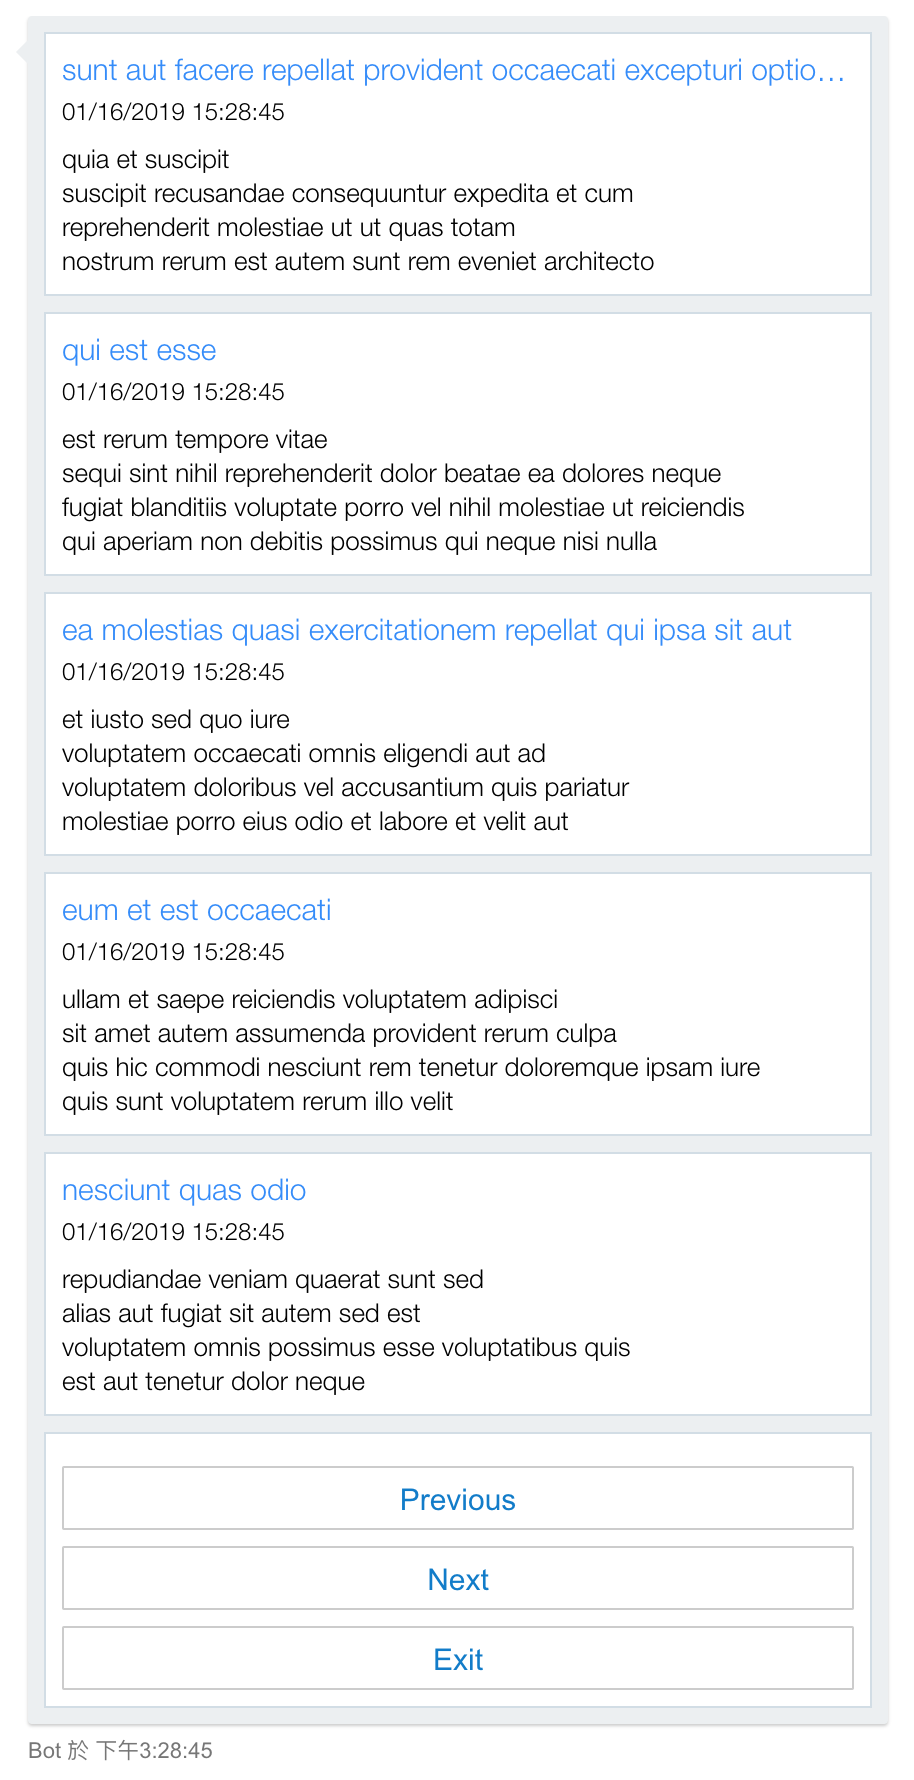 sunt aut facere repellat provident occaecati excepturi optio…
01/16/2019 15:28:45
quia et suscipit
suscipit recusandae consequuntur expedita et cum
reprehenderit molestiae ut ut quas totam
nostrum rerum est autem sunt rem eveniet architecto
qui est esse
01/16/2019 15:28:45
est rerum tempore vitae
sequi sint nihil reprehenderit dolor beatae ea dolores neque
fugiat blanditiis voluptate porro vel nihil molestiae ut reiciendis
qui aperiam non debitis possimus qui neque nisi nulla
ea molestias quasi exercitationem repellat qui ipsa sit aut
01/16/2019 15:28:45
et iusto sed quo iure
voluptatem occaecati omnis eligendi aut ad
voluptatem doloribus vel accusantium quis pariatur
molestiae porro eius odio et labore et velit aut
eum et est occaecati
01/16/2019 15:28:45
ullam et saepe reiciendis voluptatem adipisci
sit amet autem assumenda provident rerum culpa
quis hic commodi nesciunt rem tenetur doloremque ipsam iure
quis sunt voluptatem rerum illo velit
nesciunt quas odio
01/16/2019 15:28:45
repudiandae veniam quaerat sunt sed
alias aut fugiat sit autem sed est
voluptatem omnis possimus esse voluptatibus quis
est aut tenetur dolor neque
Previous
Next
Exit
Bot 於 下午3:28:45